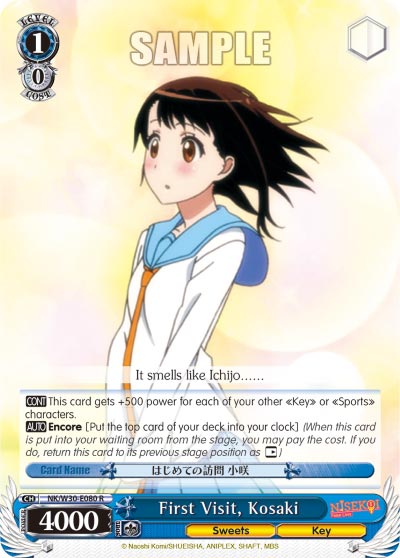 LEVEL
1
0
COST
SAMPLE
It smells like Ichijo......
CONT This card gets +500 power for each of your other «Key» or «Sports»
characters.
AUTO Encore [Put the top card of your deck into your clock] (When this card
is put into your waiting room from the stage, you may pay the cost. If you
do, return this card to its previous stage position as
Card Name はじめての訪問 小咲
CH NK/W30-E080 R
POWER 4000 First Visit, Kosaki NISEKOI
Sweets Key
© Naoshi Komi/SHUEISHA, ANIPLEX, SHAFT, MBS